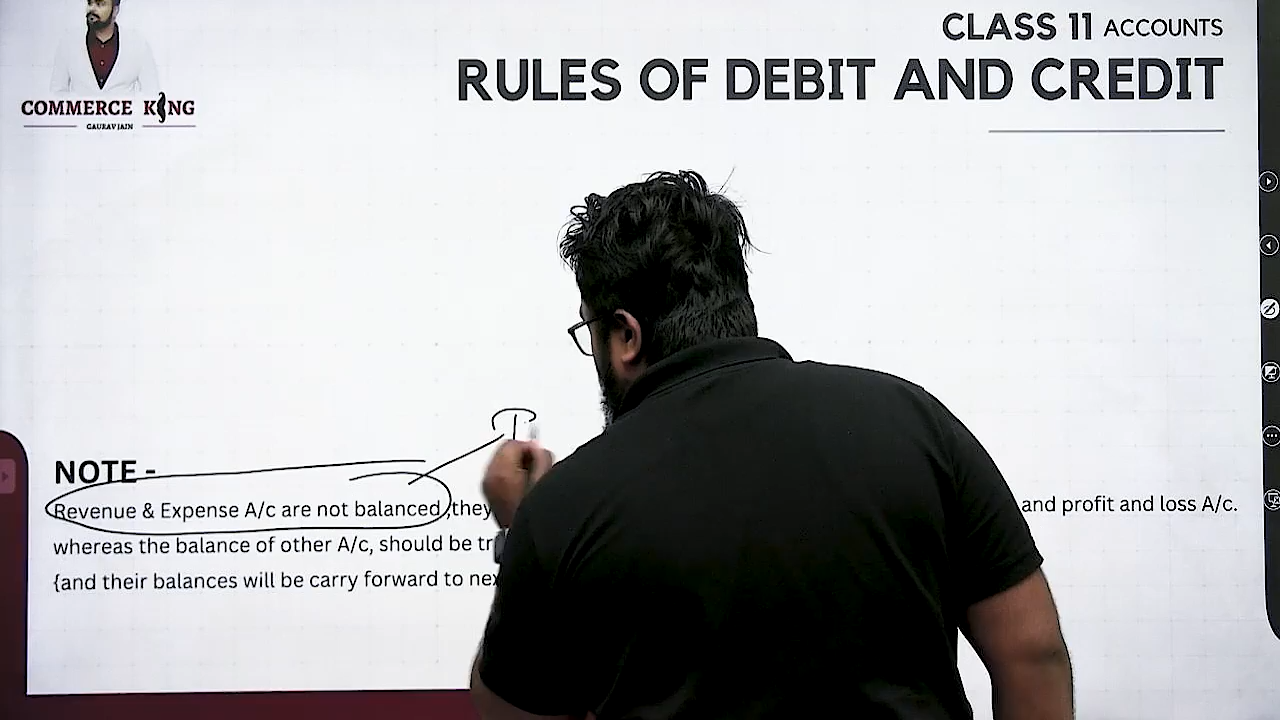 CLASS 11 ACCOUNTS
RULES OF DEBIT AND CREDIT
COMMERCE KING
GAURAV JAIN
NOTE -
Revenue & Expense A/c are not balanced ,they and profit and loss A/c.
whereas the balance of other A/c, should be
{and their balances will be carry forward to